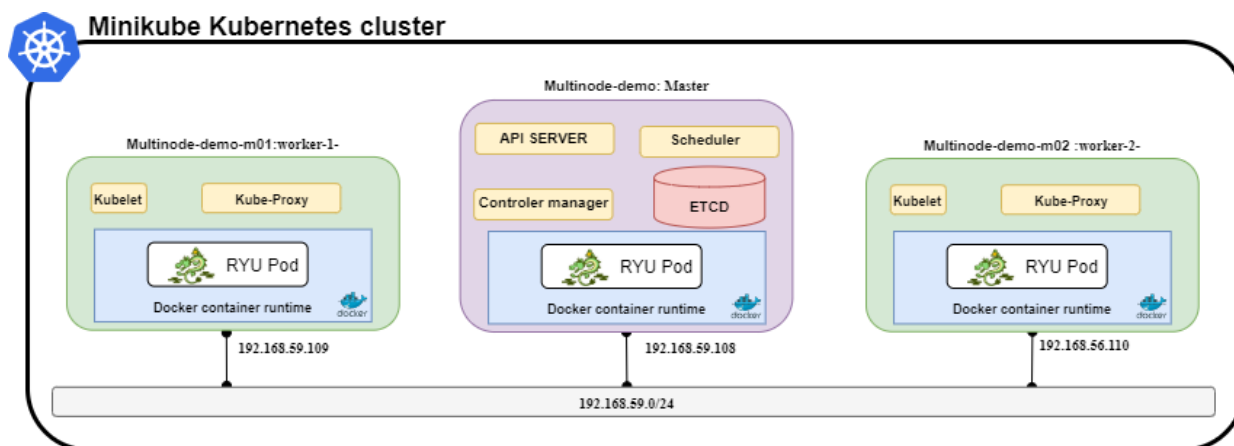 Minikube Kubernetes cluster
Multinode-demo: Master
API SERVER
Scheduler
Controler manager
ETCD
RYU Pod
Docker container runtime
docker
192.168.59.108
Multinode-demo-m01:worker-1-
Kubelet
Kube-Proxy
RYU Pod
Docker container runtime
docker
192.168.59.109
Multinode-demo-m02 :worker-2-
Kubelet
Kube-Proxy
RYU Pod
Docker container runtime
docker
192.168.56.110
192.168.59.0/24